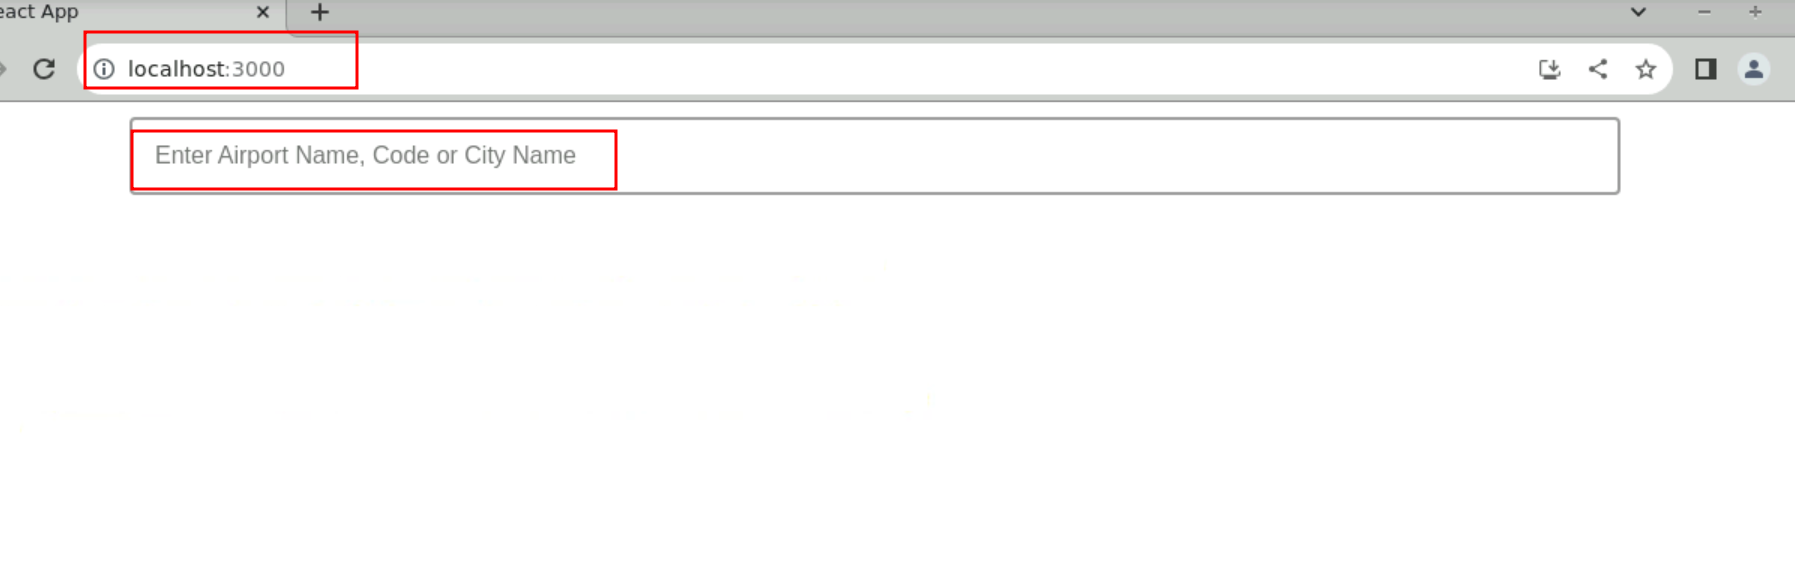 eact App
localhost:3000
Enter Airport Name, Code or City Name